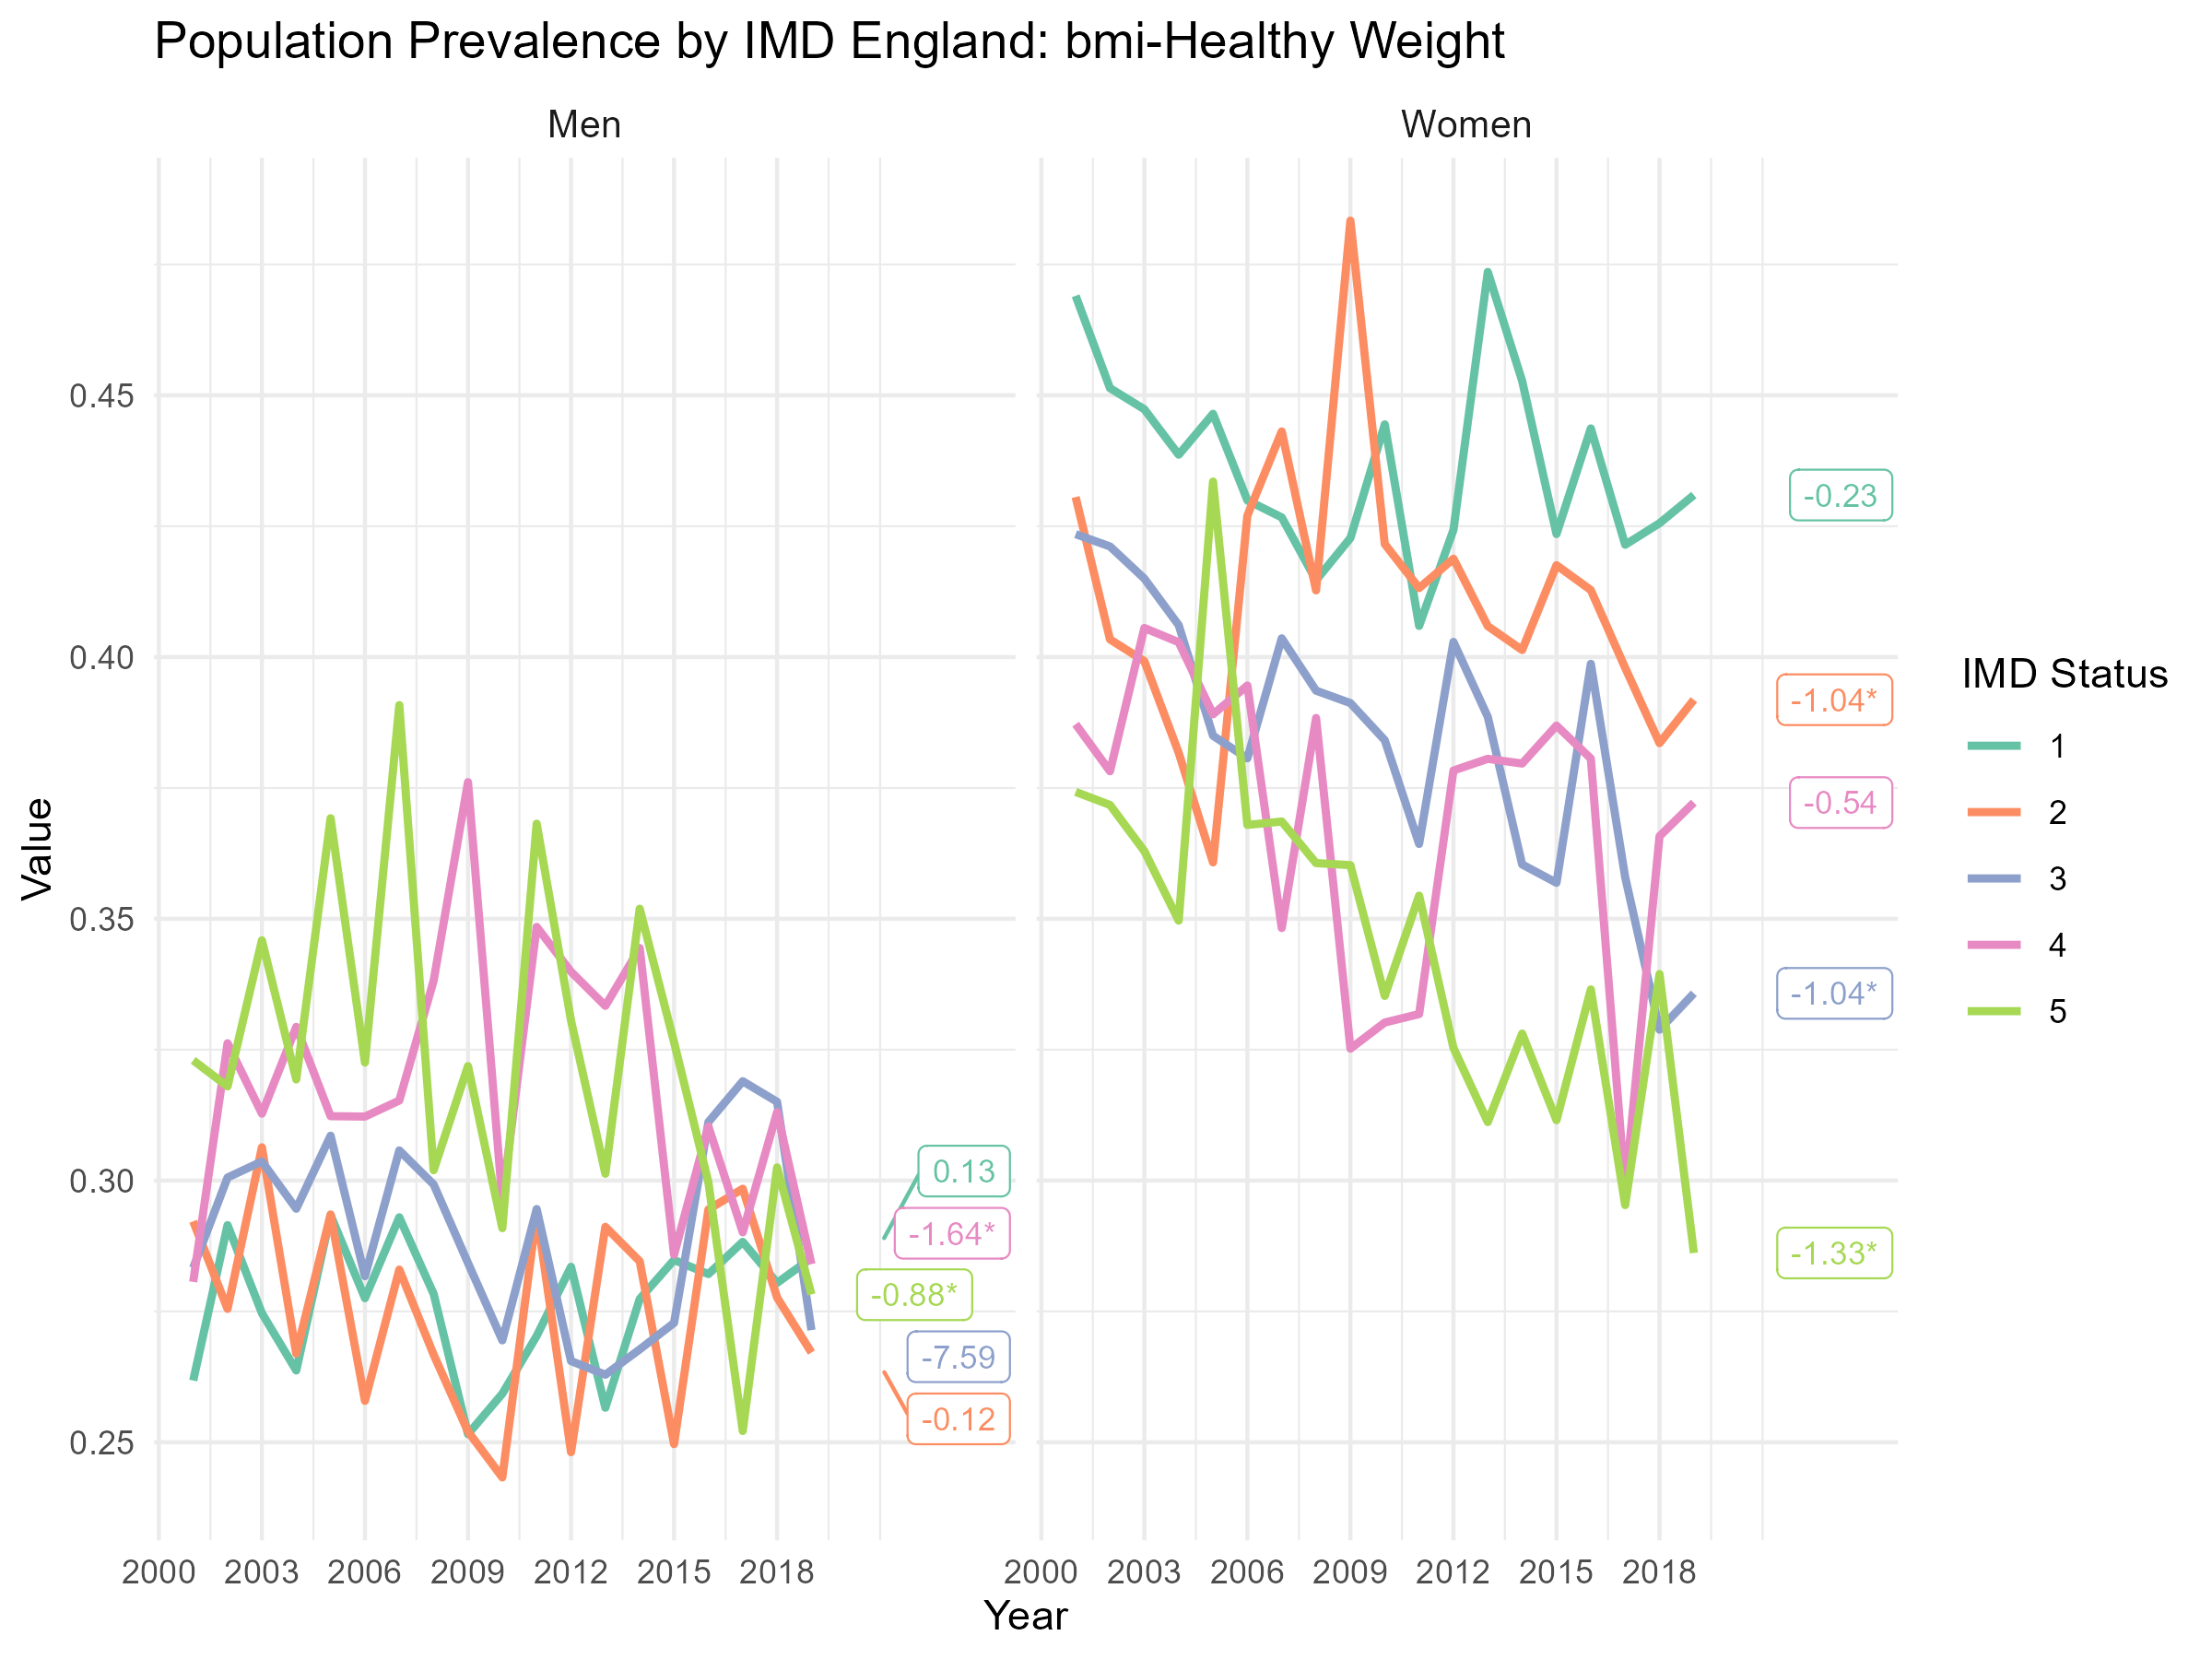 Population Prevalence by IMD England: bmi-Healthy Weight
Men
Women
Value
0.45
0.40
0.35
0.30
0.25
0.13
-1.64*
-0.88*
-7.59
-0.12
-0.23
-1.04*
-0.54
-1.04*
-1.33*
2000 2003 2006 2009 2012 2015 2018
2000 2003 2006 2009 2012 2015 2018
Year
IMD Status
1
2
3
4
5